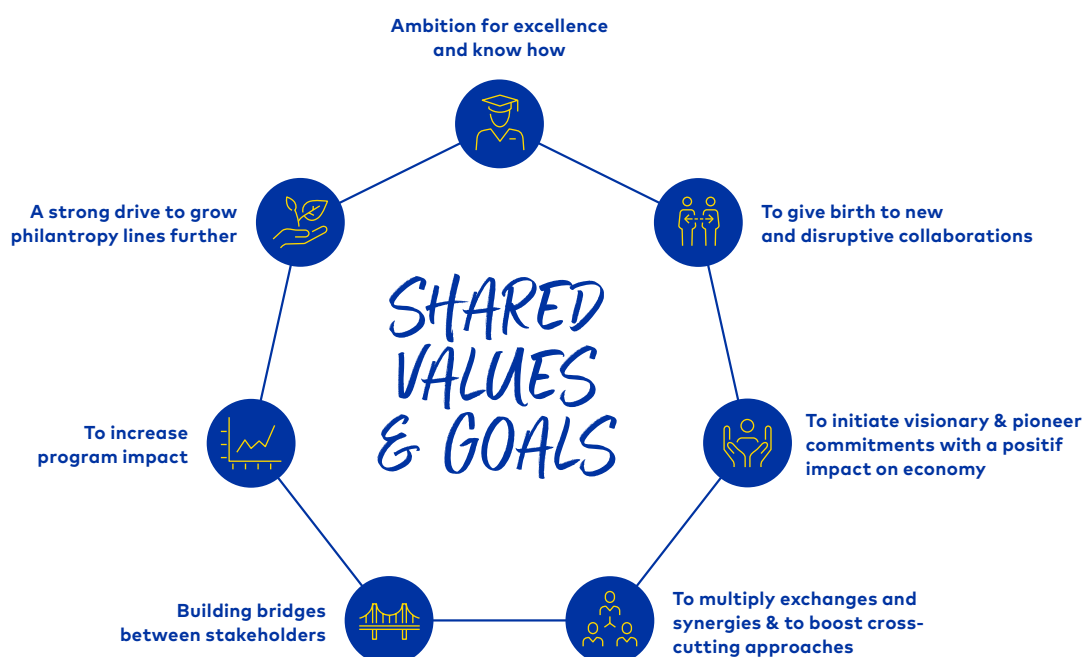 Ambition for excellence
and know how
To give birth to new
and disruptive collaborations
To initiate visionary & pioneer
commitments with a positif
impact on economy
To multiply exchanges and
synergies & to boost cross-
cutting approaches
Building bridges
between stakeholders
To increase
program impact
A strong drive to grow
philantropy lines further
SHARED
VALUES
& GOALS